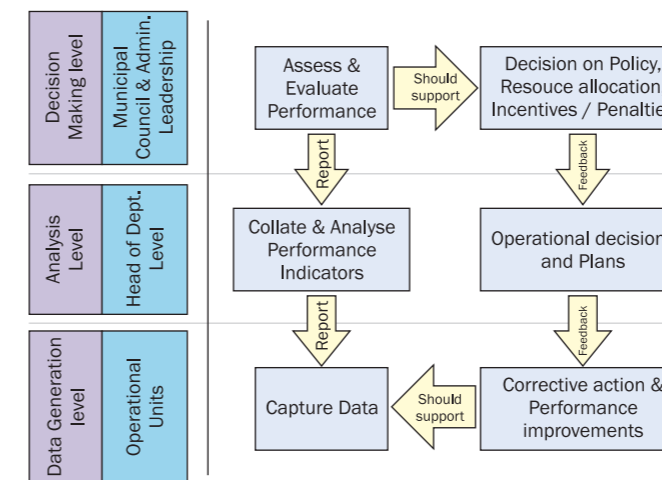 Decision
Making level
Municipal
Council & Admin.
Leadership
Assess &
Evaluate
Performance
Should
support
Decision on Policy,
Resouce allocation
Incentives / Penaltie
Report
Feedback
Analysis
Level
Head of Dept.
Level
Collate & Analyse
Performance
Indicators
Operational decision
and Plans
Report
Feedback
Data Generation
level
Operational
Units
Capture Data
Should
support
Corrective action &
Performance
improvements